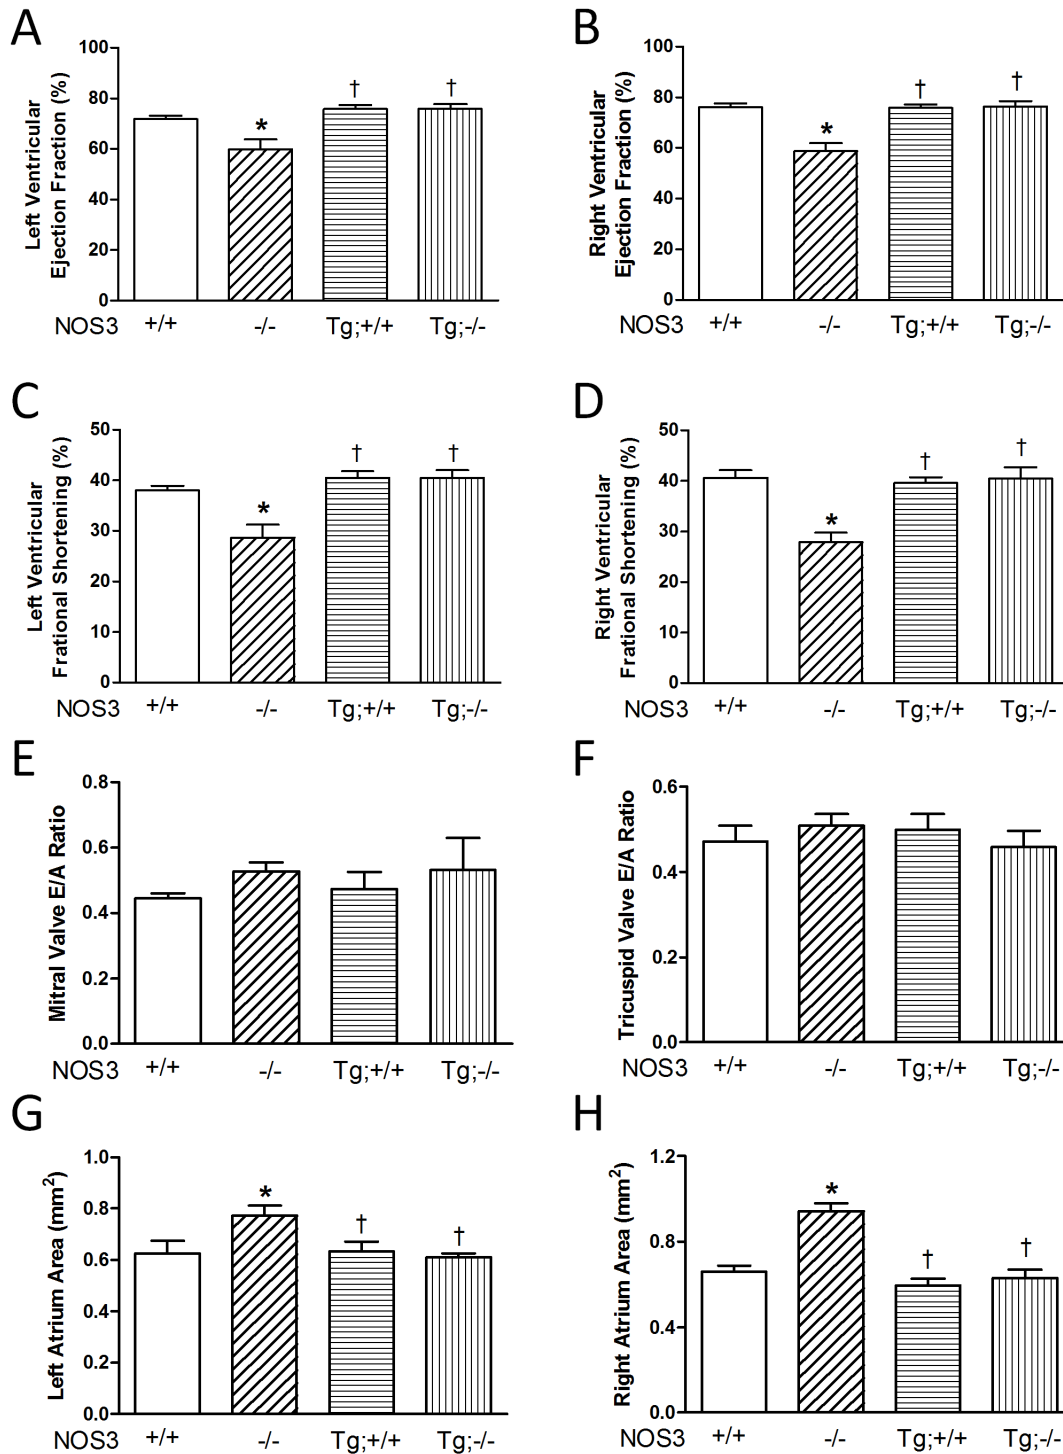 A
Left Ventricular
Ejection Fraction (%)
100
80
60
40
20
0
*
†
†
NOS3 +/+ -/- Tg;+/+ Tg;-/-
B
Right Ventricular
Ejection Fraction (%)
100
80
60
40
20
0
*
†
†
NOS3 +/+ -/- Tg;+/+ Tg;-/-
C
Left Ventricular
Frational Shortening (%)
50
40
30
20
10
0
*
†
†
NOS3 +/+ -/- Tg;+/+ Tg;-/-
D
Right Ventricular
Frational Shortening (%)
50
40
30
20
10
0
*
†
†
NOS3 +/+ -/- Tg;+/+ Tg;-/-
E
Mitral Valve E/A Ratio
0.8
0.6
0.4
0.2
0.0
NOS3 +/+ -/- Tg;+/+ Tg;-/-
F
Tricuspid Valve E/A Ratio
0.6
0.4
0.2
0.0
NOS3 +/+ -/- Tg;+/+ Tg;-/-
G
Left Atrium Area (mm²)
1.0
0.8
0.6
0.4
0.2
0.0
*
†
†
NOS3 +/+ -/- Tg;+/+ Tg;-/-
H
Right Atrium Area (mm²)
1.2
0.8
0.4
0.0
*
†
†
NOS3 +/+ -/- Tg;+/+ Tg;-/-